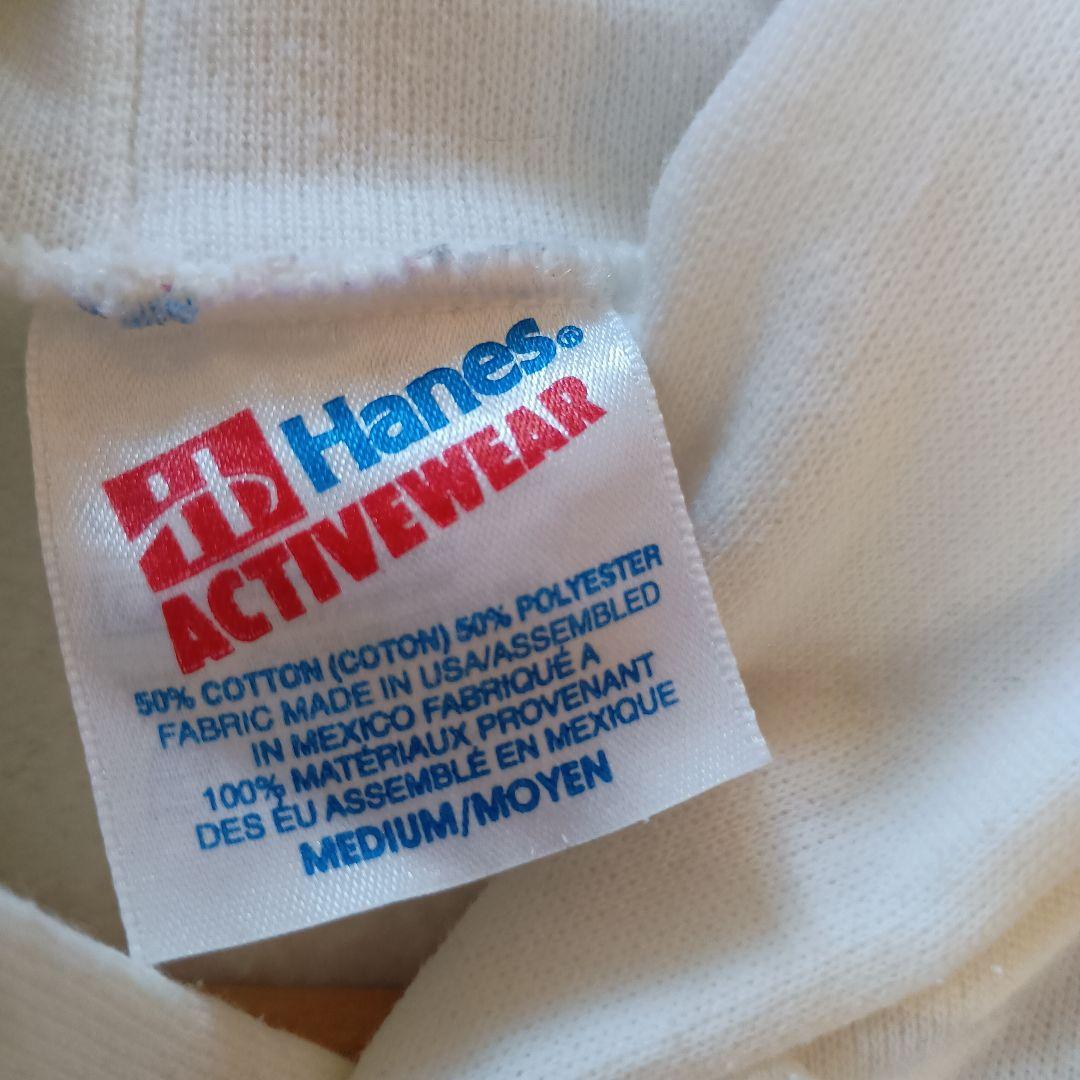 Hanes®
ACTIVEWEAR
50% COTTON (COTON) 50% POLYESTER
FABRIC MADE IN USA/ASSEMBLED
IN MEXICO FABRIQUÉ A
100% MATÉRIAUX PROVENANT
DES ÉU ASSEMBLÉ EN MEXIQUE
MEDIUM/MOYEN